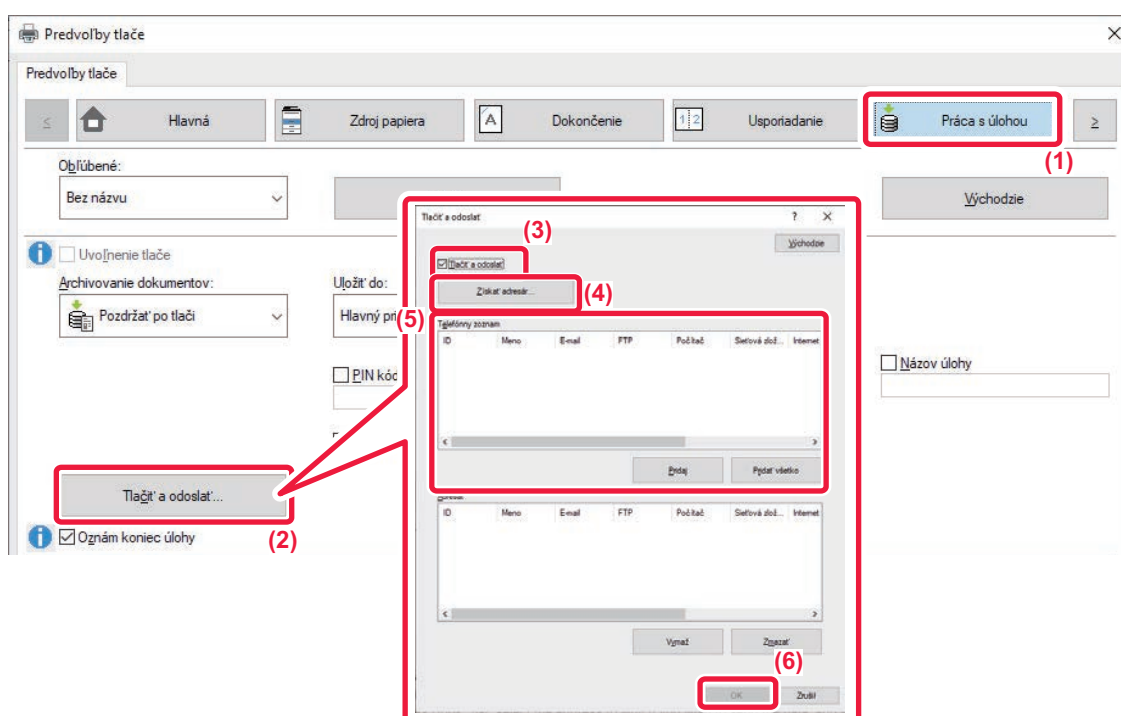 Predvoľby tlače
Predvoľby tlače
Hlavná
Zdroj papiera
Dokončenie
Usporiadanie
Práca s úlohou
(1)
Obľúbené:
Bez názvu
Východzie
Tlačiť a odoslať
(3)
Východzie
Uvoľnenie tlače
Tlačiť a odoslať
Archivovanie dokumentov:
Uložiť do:
Získať adresár...
(4)
Pozdržať po tlači
Hlavný
(5)
Telefónny zoznam
ID Meno E-mail FTP Počítač Sieťová zlož... Internet
PIN kód
Názov úlohy
Pridaj
Pridať všetko
Tlačiť a odoslať...
ID Meno E-mail FTP Počítač Sieťová zlož... Internet
Oznám koniec úlohy
(2)
Vymaž
Zmazať
(6)
OK
Zrušiť